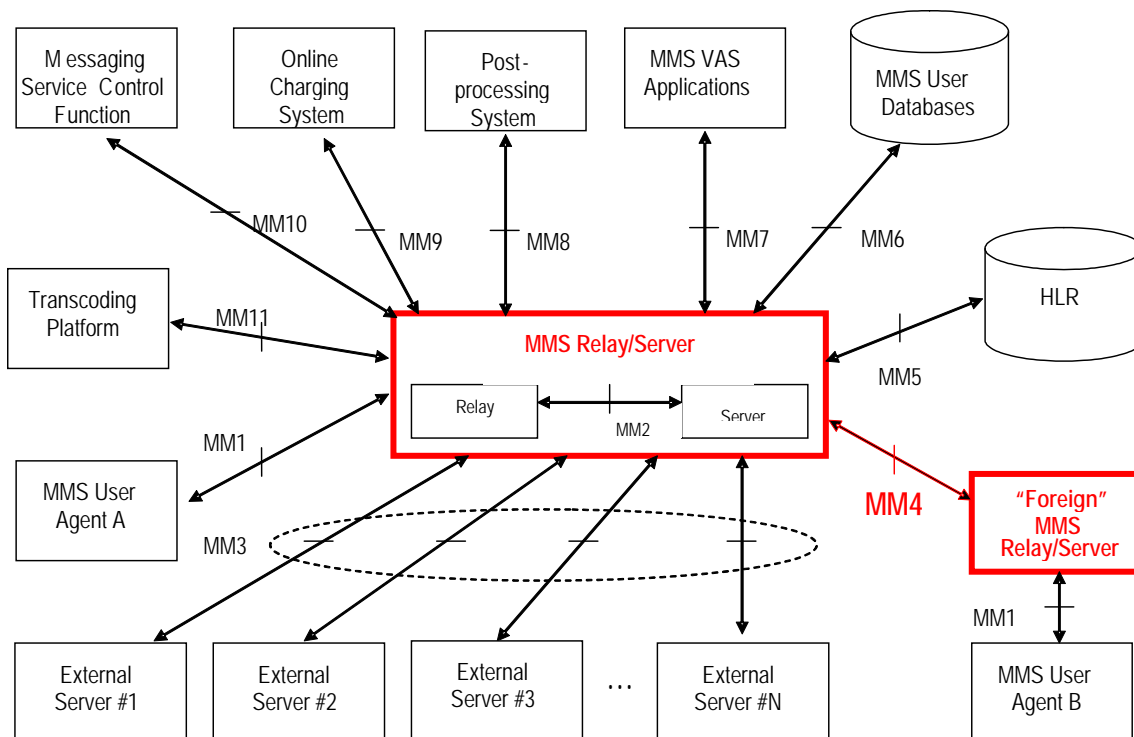 Messaging
Service Control
Function
Online
Charging
System
Post-
processing
System
MMS VAS
Applications
MMS User
Databases
MM10
MM9
MM8
MM7
MM6
Transcoding
Platform
MM11
HLR
MMS Relay/Server
MM5
Relay
MM2
Server
MM1
MMS User
Agent A
MM4
"Foreign"
MMS
Relay/Server
MM3
MM1
External
Server #1
External
Server #2
External
Server #3
...
External
Server #N
MMS User
Agent B